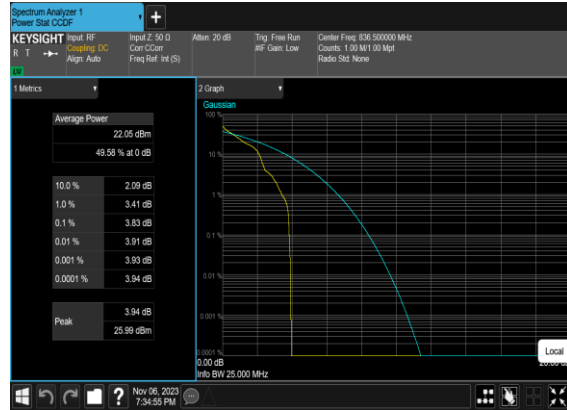 Spectrum Analyzer 1
Power Stat CCDF
KEYSIGHT
R T
LW
Input: RF
Coupling: DC
Align: Auto
Input Z: 50 Ω
Corr CCorr
Freq Ref: Int (S)
Atten: 20 dB
Trig: Free Run
#IF Gain: Low
Center Freq: 836.500000 MHz
Counts: 1.00 M/1.00 Mpt
Radio Std: None
1 Metrics
Average Power
22.05 dBm
49.58 % at 0 dB
10.0 % 2.09 dB
1.0 % 3.41 dB
0.1 % 3.83 dB
0.01 % 3.91 dB
0.001 % 3.93 dB
0.0001 % 3.94 dB
Peak
3.94 dB
25.99 dBm
2 Graph
Gaussian
100 %
10 %
1 %
0.1 %
0.01 %
0.001 %
0.0001 %
0.00 dB
Info BW 25.000 MHz
Local
?
Nov 06, 2023
7:34:55 PM